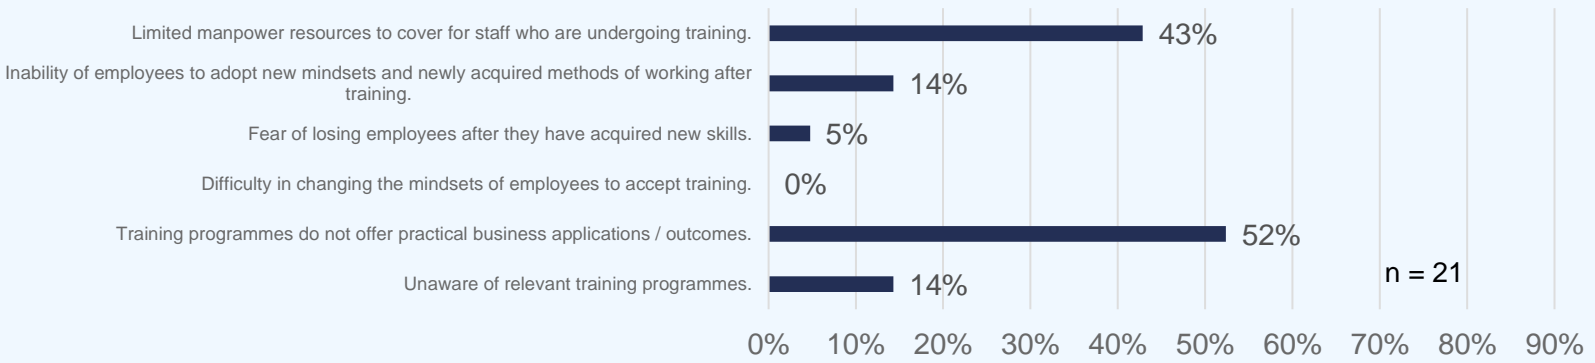 Limited manpower resources to cover for staff who are undergoing training.
43%
Inability of employees to adopt new mindsets and newly acquired methods of working after
training.
14%
Fear of losing employees after they have acquired new skills.
5%
Difficulty in changing the mindsets of employees to accept training.
0%
Training programmes do not offer practical business applications / outcomes.
52%
Unaware of relevant training programmes.
14%
n = 21
0% 10% 20% 30% 40% 50% 60% 70% 80% 90%